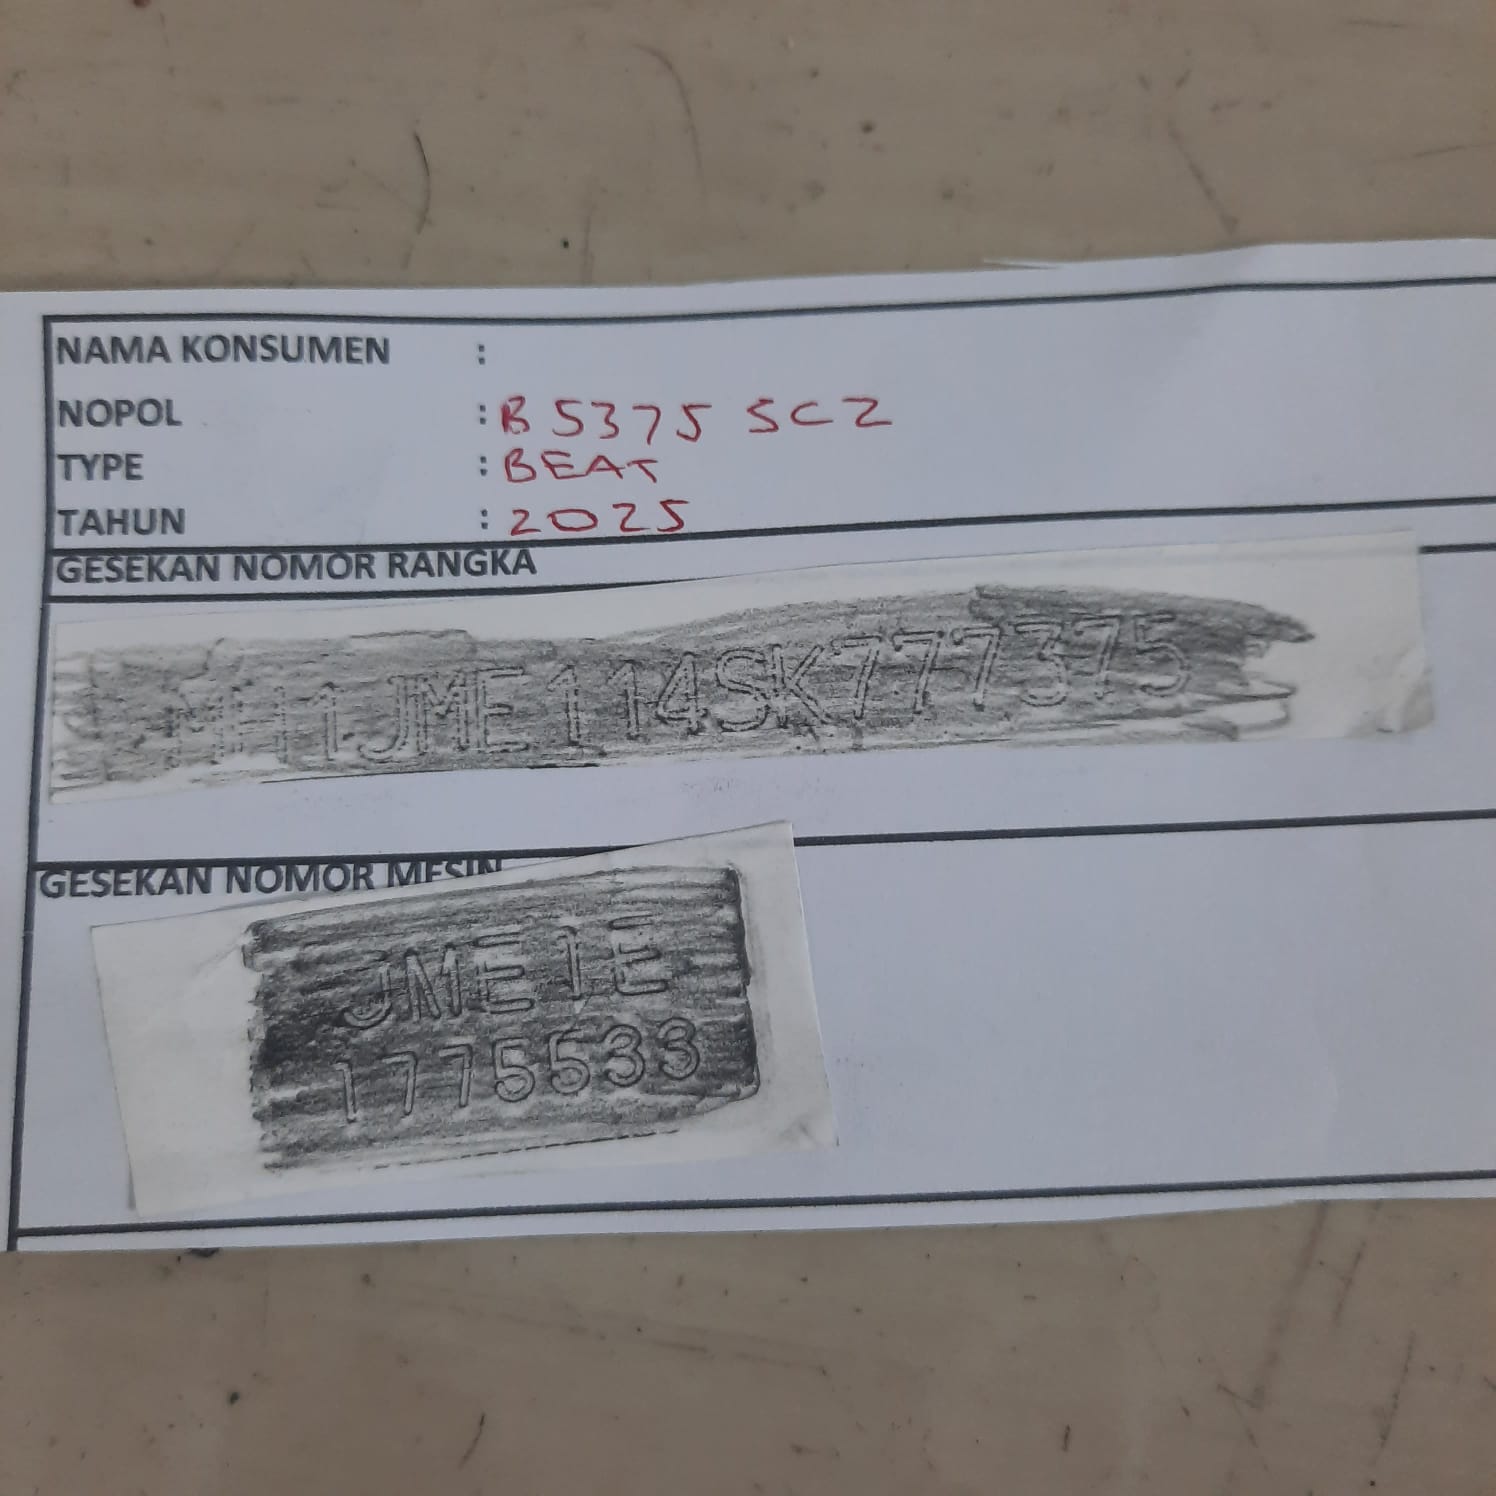 NAMA KONSUMEN :
NOPOL : B 5375 SCZ
TYPE : BEAT
TAHUN : 2025
GESEKAN NOMOR RANGKA
MH1JME114SK777375
GESEKAN NOMOR MESIN
JME1E
1775533